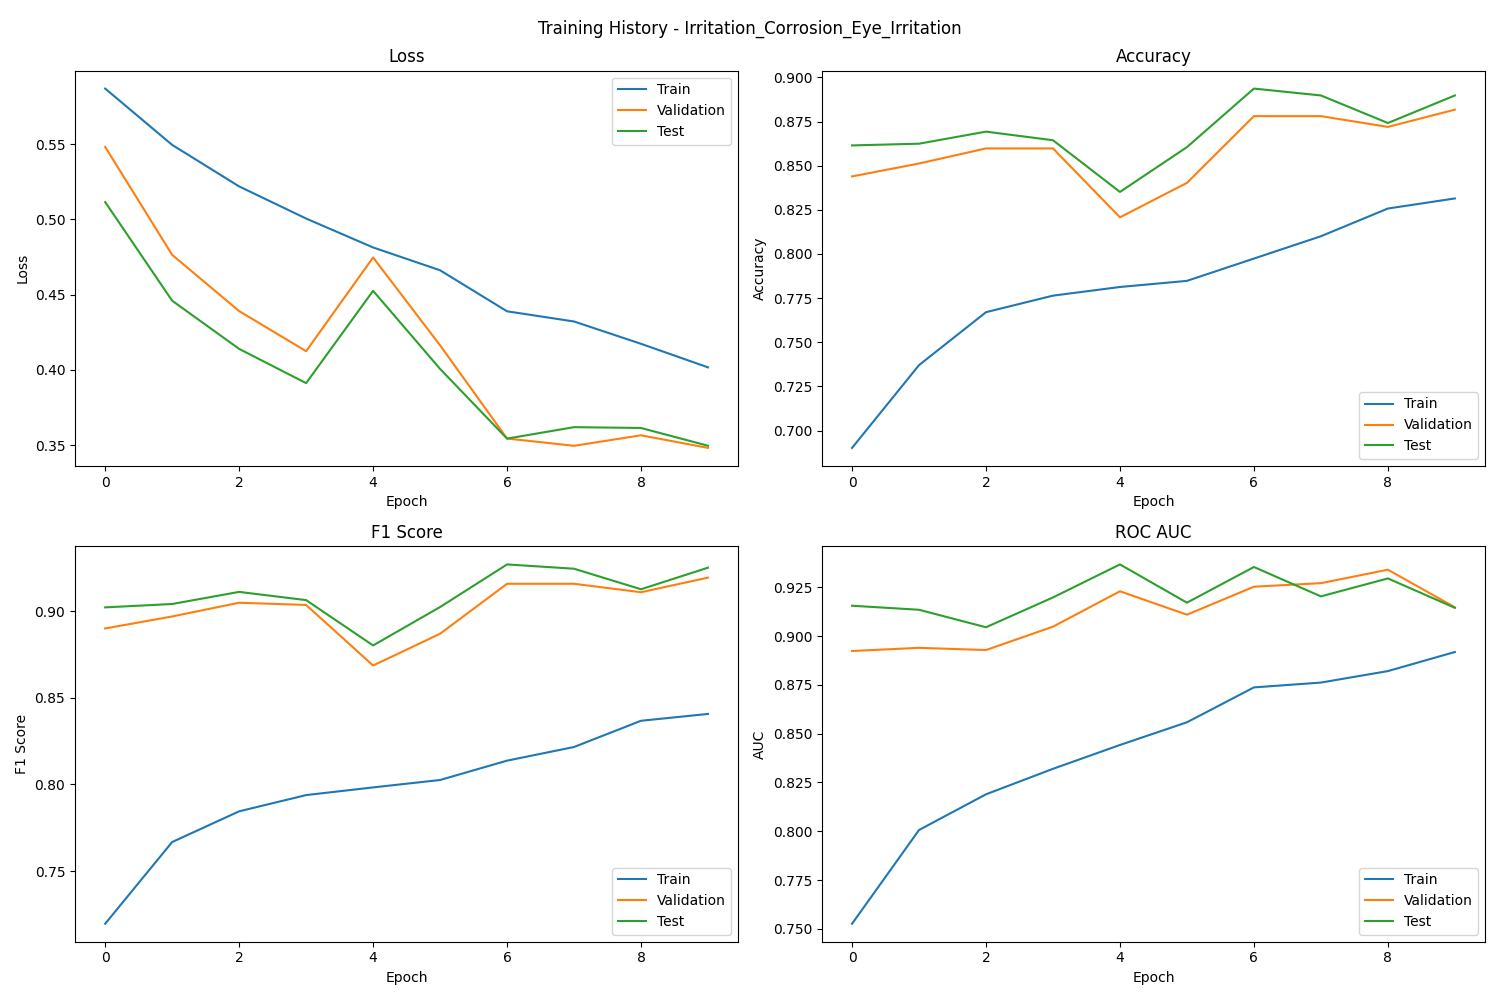 Training History - Irritation_Corrosion_Eye_Irritation
Loss
Loss
0.55
0.50
0.45
0.40
0.35
0 2 4 6 8
Epoch
Train
Validation
Test
Accuracy
Accuracy
0.900
0.875
0.850
0.825
0.800
0.775
0.750
0.725
0.700
0 2 4 6 8
Epoch
Train
Validation
Test
F1 Score
F1 Score
0.90
0.85
0.80
0.75
0 2 4 6 8
Epoch
Train
Validation
Test
ROC AUC
AUC
0.925
0.900
0.875
0.850
0.825
0.800
0.775
0.750
0 2 4 6 8
Epoch
Train
Validation
Test